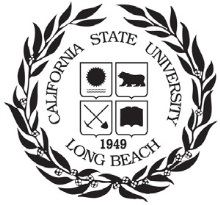 CALIFORNIA STATE UNIVERSITY
1949
LONG BEACH